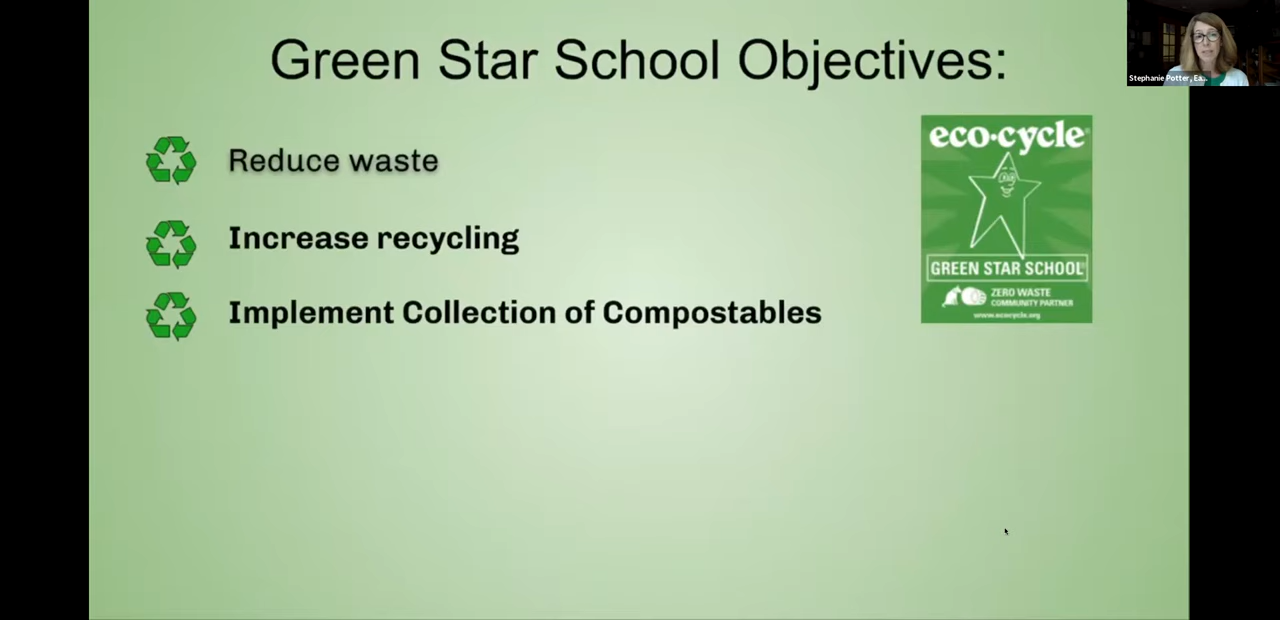 Green Star School Objectives:
Stephanie Potter, Ea...
Reduce waste
Increase recycling
Implement Collection of Compostables
eco·cycle®
GREEN STAR SCHOOL
ZERO WASTE
COMMUNITY PARTNER
www.ecocycle.org